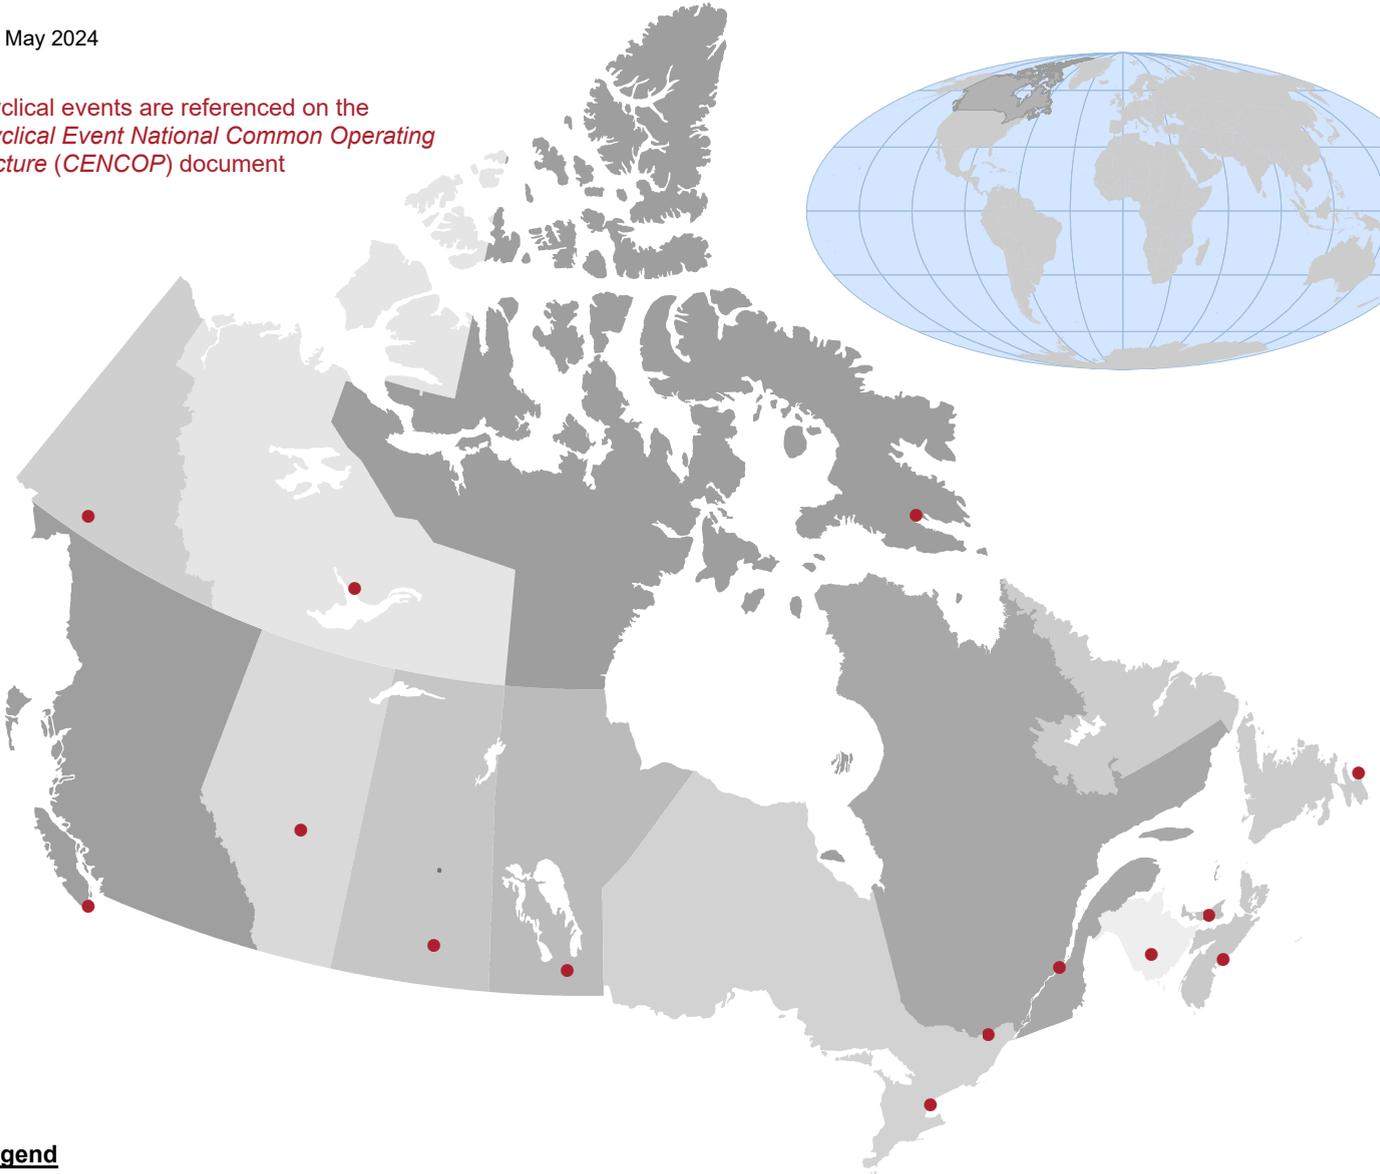 May 2024
clical events are referenced on the
clical Event National Common Operating
cture (CENCOP) document
gend